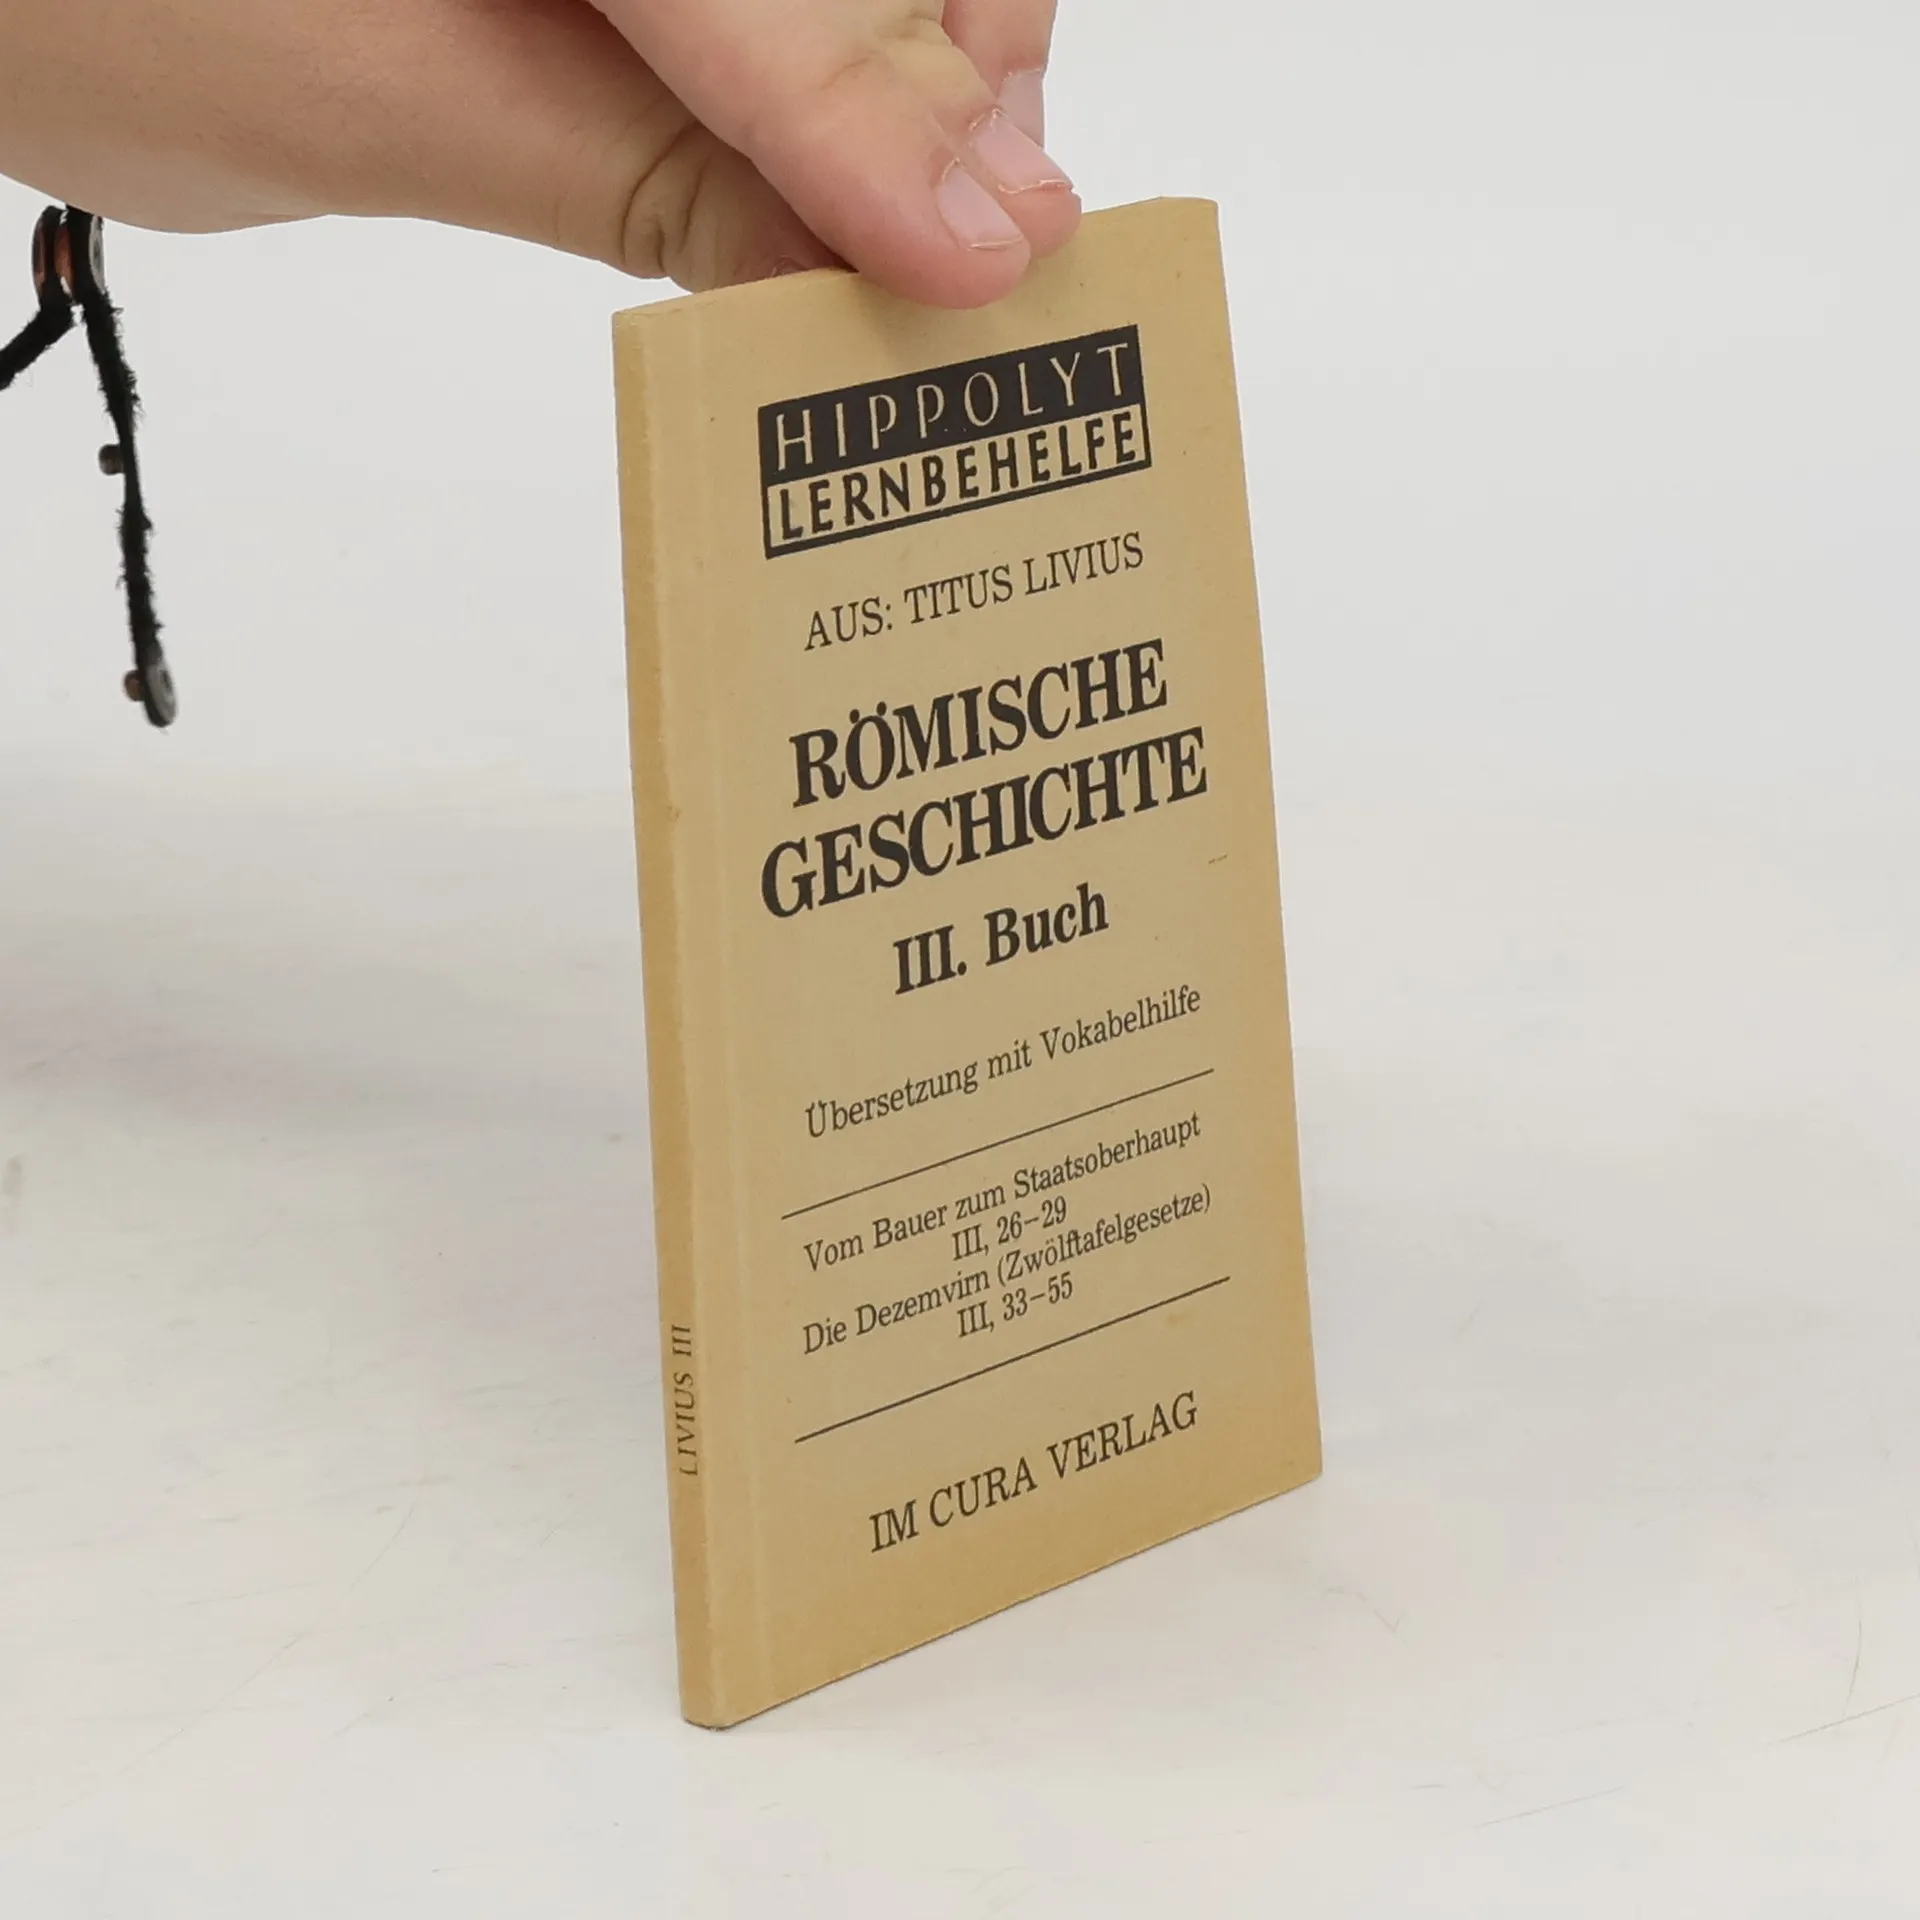 HIPPOLYT
LERNBEHELFE
AUS: TITUS LIVIUS
RÖMISCHE
GESCHICHTE
III. Buch
Übersetzung mit Vokabelhilfe
Vom Bauer zum Staatsoberhaupt
III, 26–29
Die Dezemvirn (Zwölftafelgesetze)
III, 33–55
IM CURA VERLAG
LIVIUS III